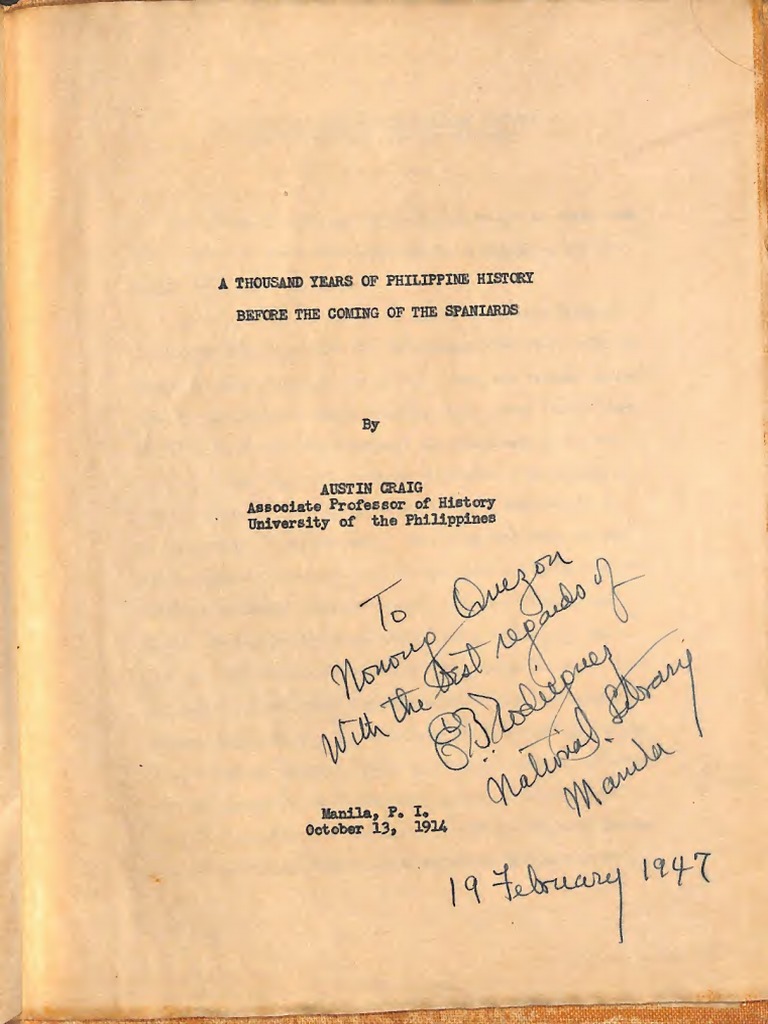 A THOUSAND YEARS OF PHILIPPINE HISTORY
BEFORE THE COMING OF THE SPANIARDS
By
AUSTIN CRAIG
Associate Professor of History
University of the Philippines
To
Nonong Quezon
With the best regards of
E.B. Rodriguez
National Library
Manila
Manila, P. I.
October 13, 1914
19 February 1947